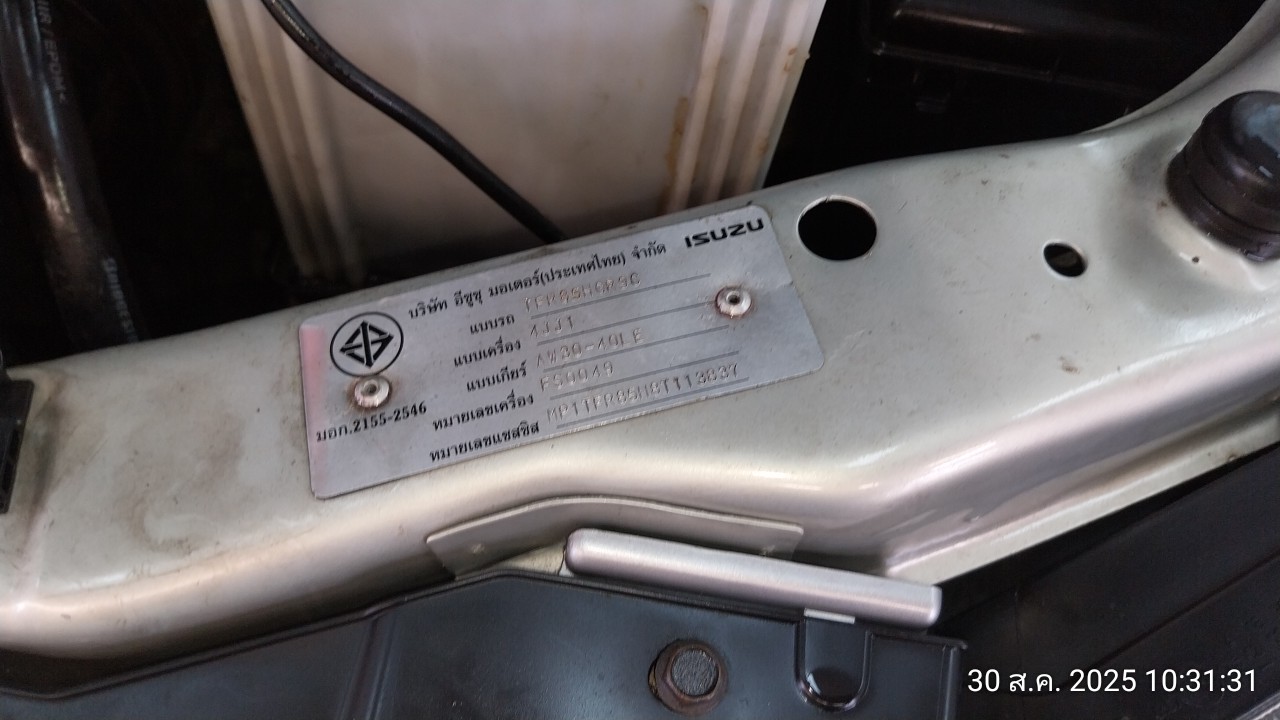 บริษัท อีซูซุ มอเตอร์(ประเทศไทย) จำกัด ISUZU
แบบรถ
แบบเครื่อง 4JJ1
แบบเกียร์ AW30-40LE
หมายเลขเครื่อง
หมายเลขแชสซิส
มอก.2155-2546
30 ส.ค. 2025 10:31:31